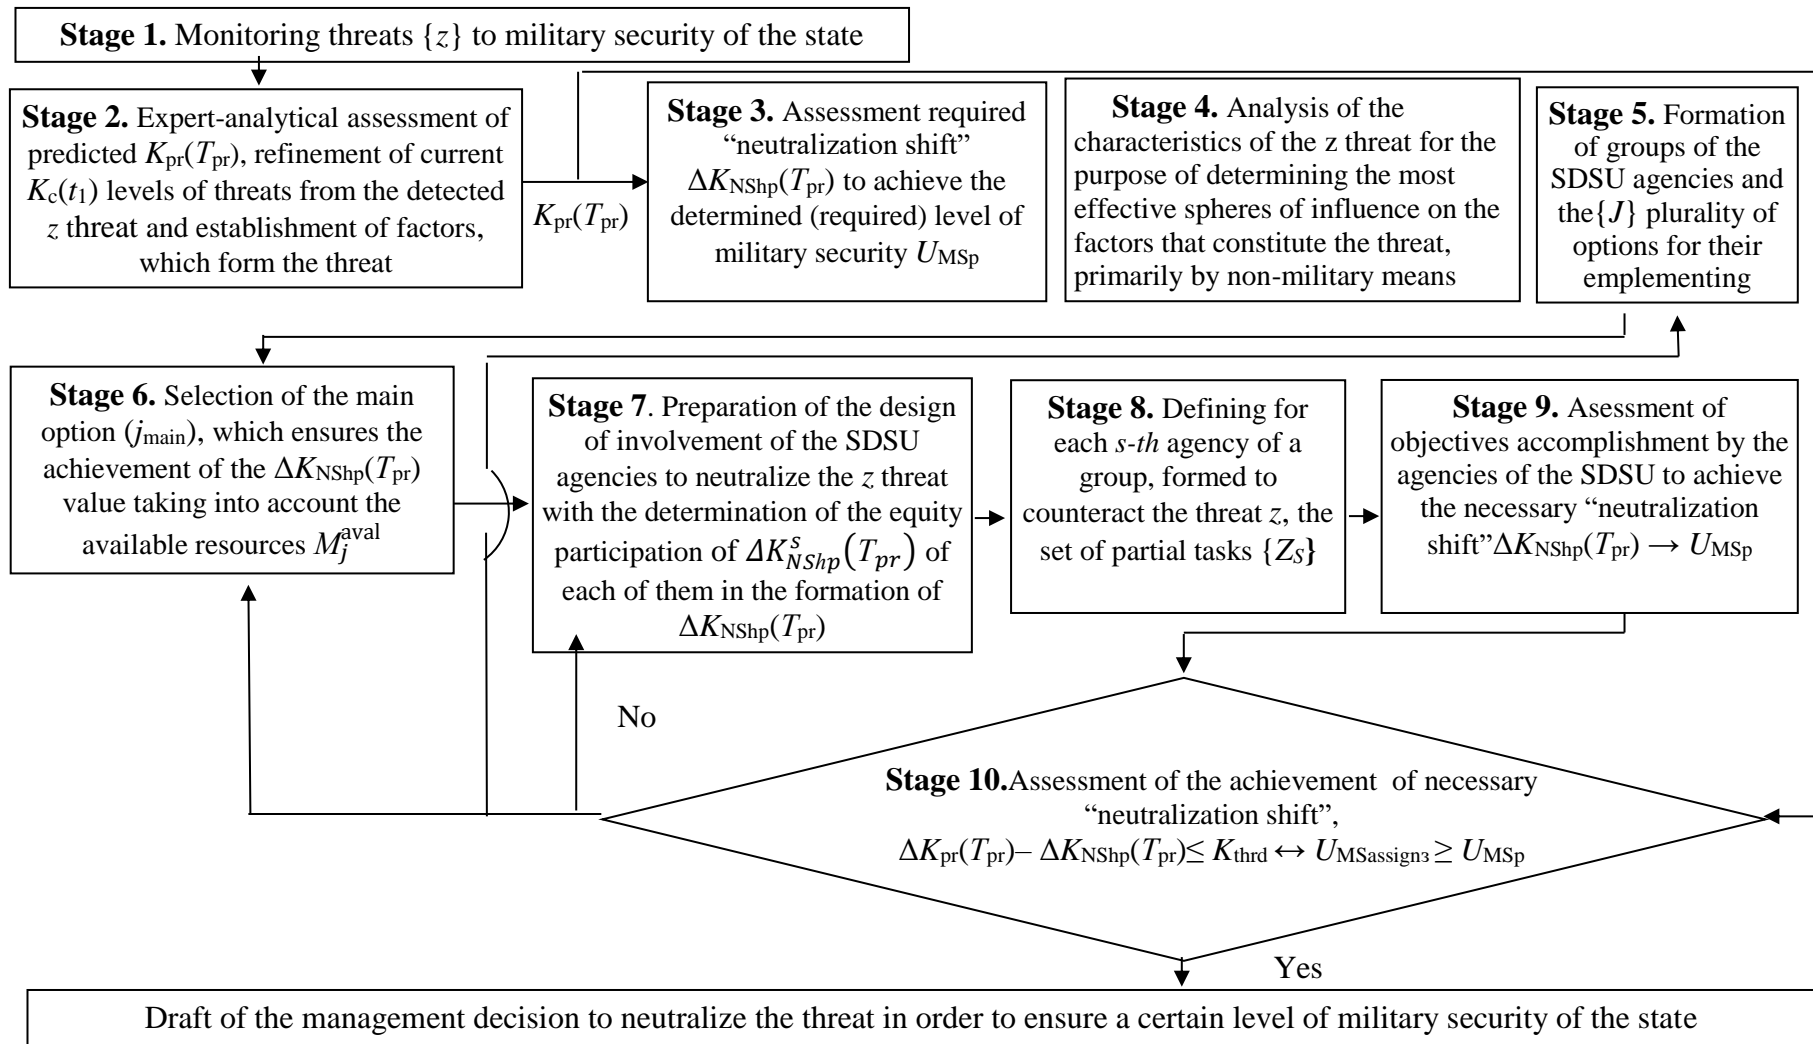 Stage 1. Monitoring threats {z} to military security of the state
Stage 2. Expert-analytical assessment of
predicted Kpr(Tpr), refinement of current
Kc(t1) levels of threats from the detected
z threat and establishment of factors,
which form the threat
Kpr(Tpr)
Stage 3. Assessment required
“neutralization shift”
ΔKNShp(Tpr) to achieve the
determined (required) level of
military security UMSp
Stage 4. Analysis of the
characteristics of the z threat for the
purpose of determining the most
effective spheres of influence on the
factors that constitute the threat,
primarily by non-military means
Stage 5. Formation
of groups of the
SDSU agencies and
the{J} plurality of
options for their
emplementing
Stage 6. Selection of the main
option (jmain), which ensures the
achievement of the ΔKNShp(Tpr)
value taking into account the
available resources Mj^aval
Stage 7. Preparation of the design
of involvement of the SDSU
agencies to neutralize the z threat
with the determination of the equity
participation of ΔK^s_NShp(Tpr) of
each of them in the formation of
ΔKNShp(Tpr)
Stage 8. Defining for
each s-th agency of a
group, formed to
counteract the threat z, the
set of partial tasks {ZS}
Stage 9. Asessment of
objectives accomplishment by the
agencies of the SDSU to achieve
the necessary “neutralization
shift”ΔKNShp(Tpr) → UMSp
No
Stage 10.Assessment of the achievement of necessary
“neutralization shift”,
ΔKpr(Tpr)– ΔKNShp(Tpr)≤ Kthrd ↔ UMSassignз ≥ UMSp
Yes
Draft of the management decision to neutralize the threat in order to ensure a certain level of military security of the state